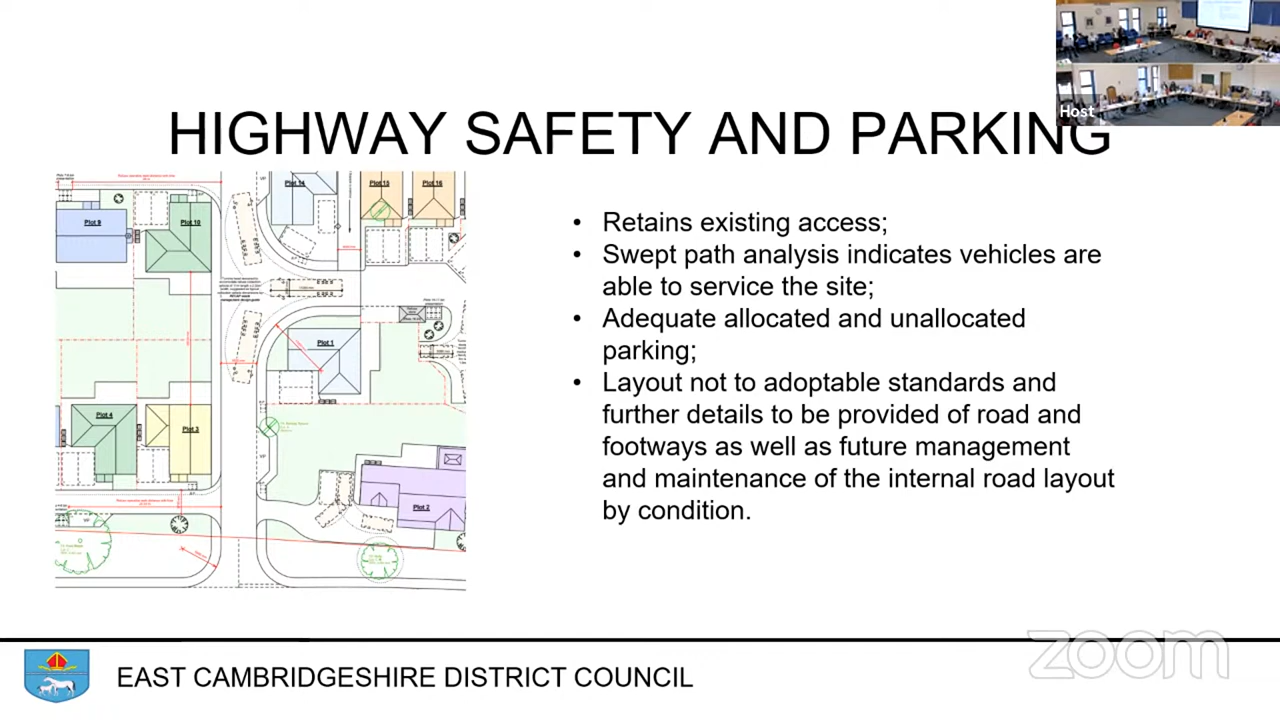 Host
HIGHWAY SAFETY AND PARKING
Plot 9
Plot 10
Plot 14
Plot 15
Plot 16
Plot 1
Plot 4
Plot 3
Plot 2
VP
VP
• Retains existing access;
• Swept path analysis indicates vehicles are
able to service the site;
• Adequate allocated and unallocated
parking;
• Layout not to adoptable standards and
further details to be provided of road and
footways as well as future management
and maintenance of the internal road layout
by condition.
EAST CAMBRIDGESHIRE DISTRICT COUNCIL
zoom